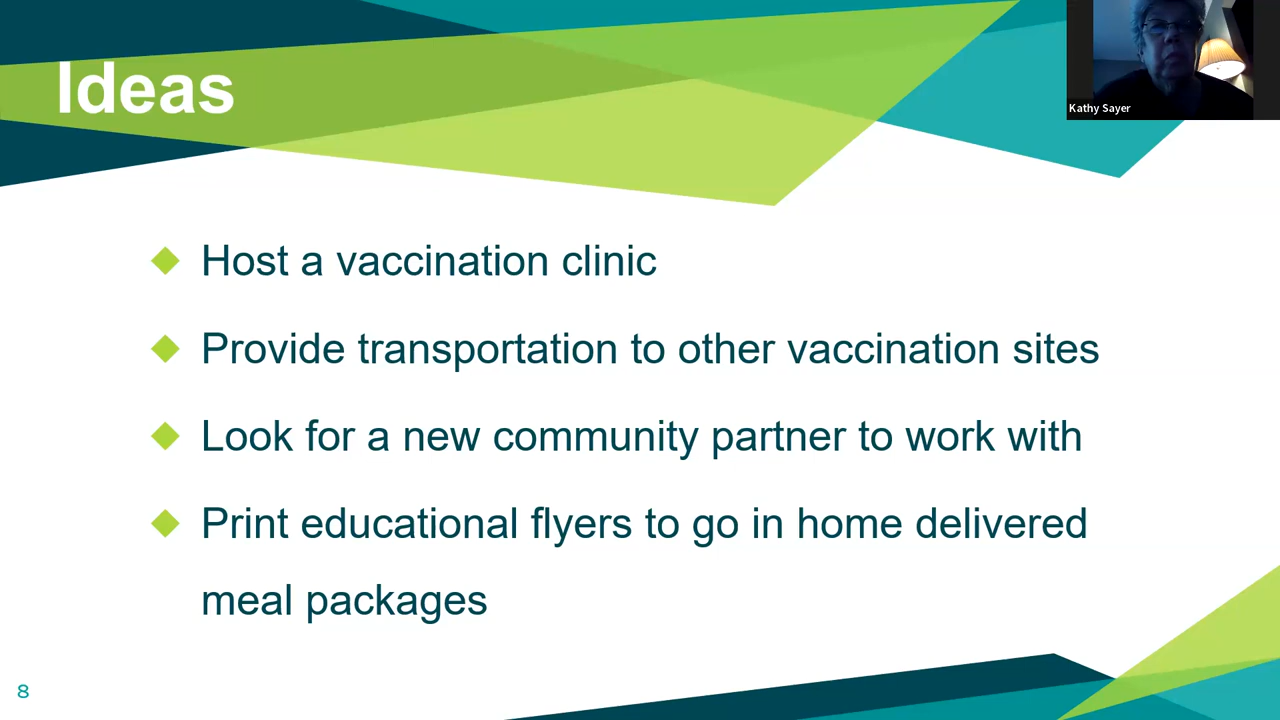 Ideas
Kathy Sayer
Host a vaccination clinic
Provide transportation to other vaccination sites
Look for a new community partner to work with
Print educational flyers to go in home delivered
meal packages
8